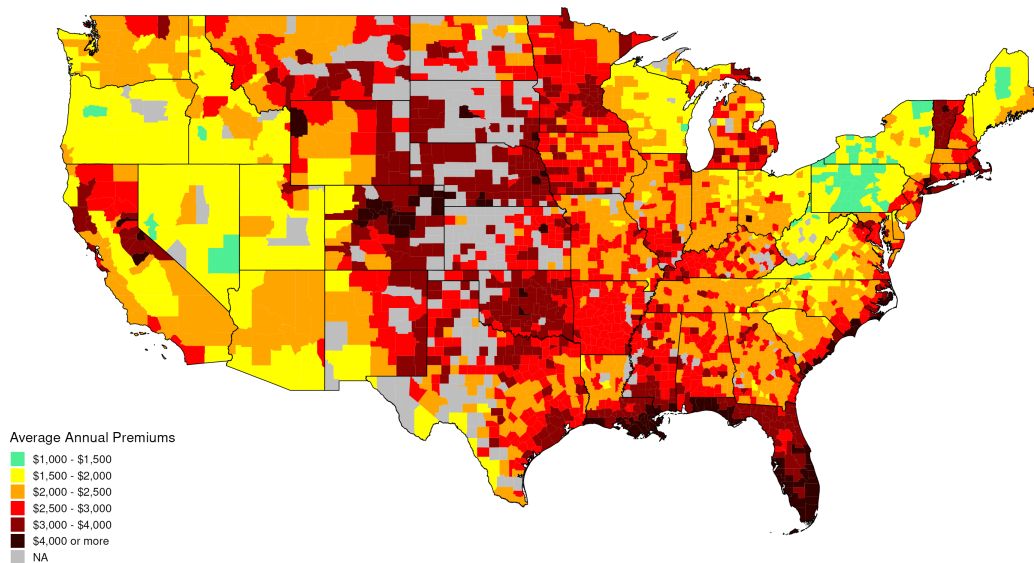 Average Annual Premiums
$1,000 - $1,500
$1,500 - $2,000
$2,000 - $2,500
$2,500 - $3,000
$3,000 - $4,000
$4,000 or more
NA